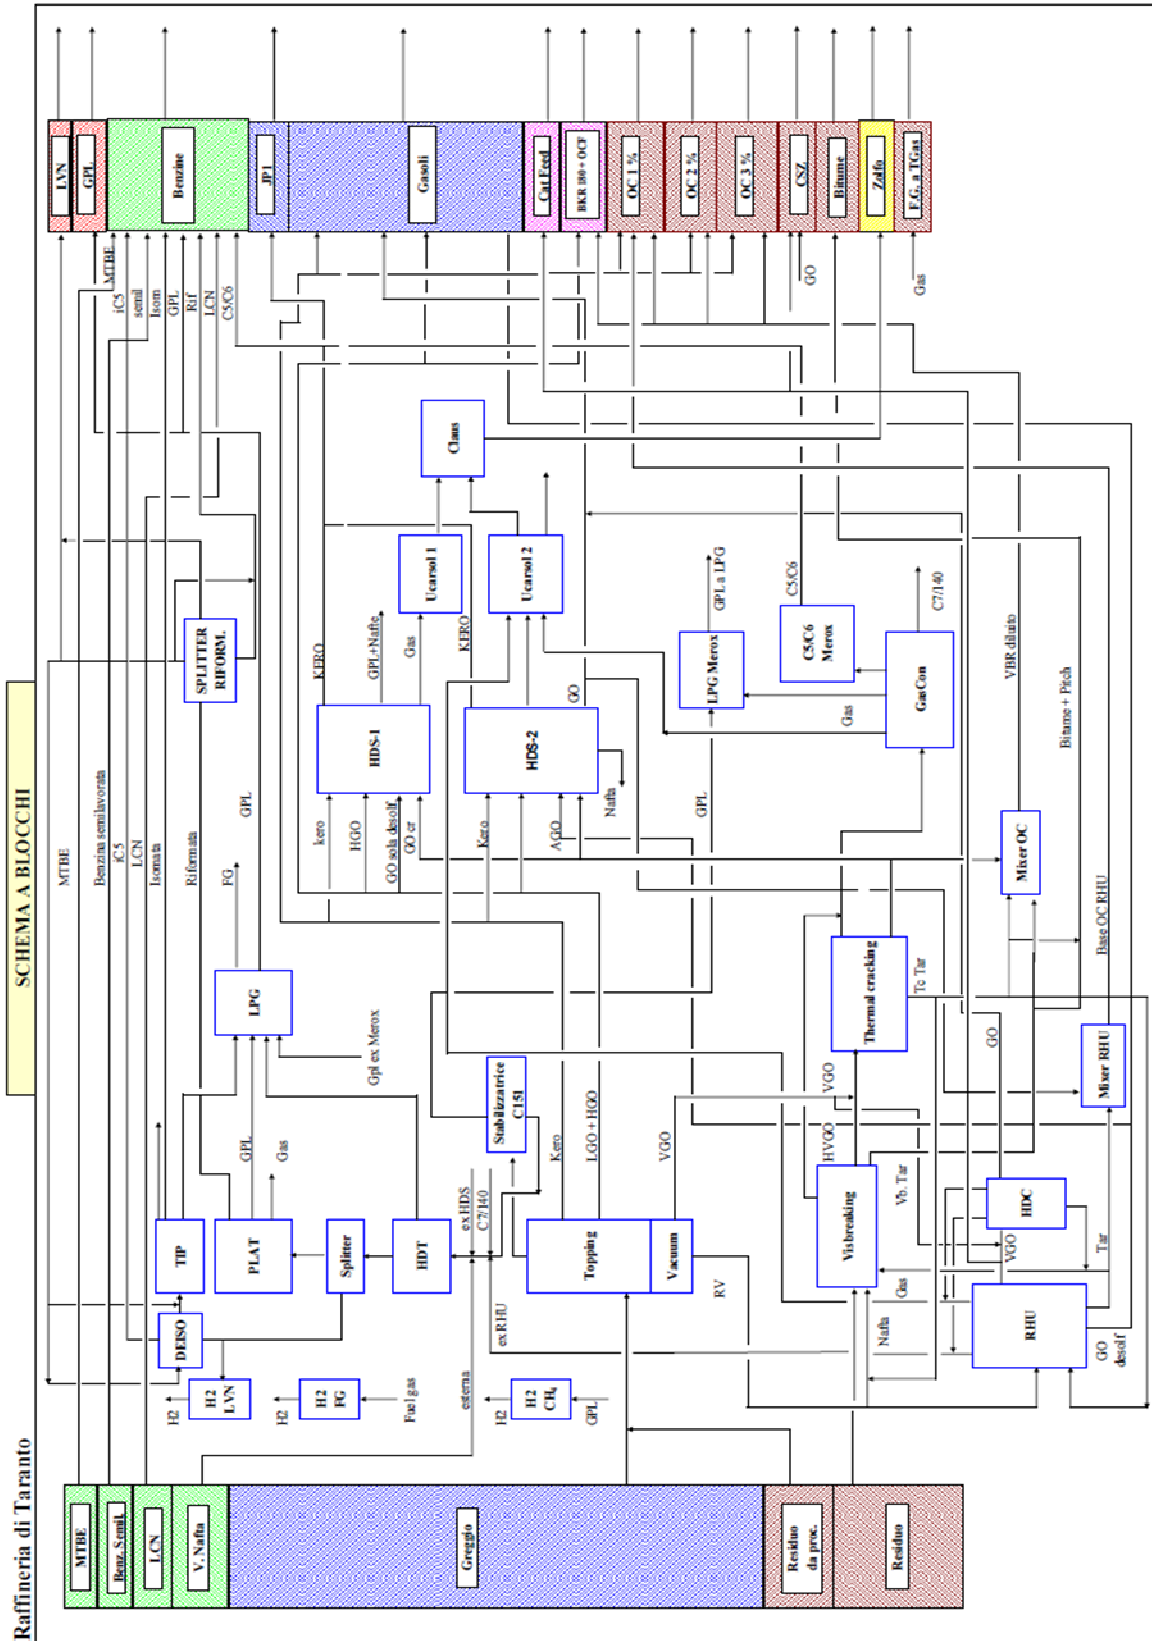 Raffineria di Taranto
SCHEMA A BLOCCHI
MTBE
Benz. Semil.
LCN
V. Nafta
Greggio
Residuo
da proc.
Residuo
MTBE
Benzina semilavorata
iC5
LCN
Isomata
Riformata
H2
H2
LVN
H2
H2
FG
Fuel gas
esterna
H2
H2
CH4
GPL
DEISO
TIP
PLAT
Splitter
HDT
Topping
Vacuum
Visbreaking
RHU
HDC
GPL
Gas
ex HDS
C7/140
ex RHU
RV
Nafta
Gas
VGO
Tar
GO
desolf
Stabilizzatrice
C151
Kero
LGO + HGO
VGO
HVGO
VGO
Vb. Tar
LPG
FG
GPL
Gpl ex Merox
Thermal cracking
Tc Tar
GO
Mixer RHU
Base OC RHU
Mixer OC
VBR diluito
Bitume + Pitch
kero
HGO
GO sola desolf
GO cr
Kero
AGO
Nafta
GPL
HDS-1
HDS-2
KERO
GPL+Nafte
Gas
KERO
GO
SPLITTER
RIFORM.
Ucarsol 1
Ucarsol 2
Claus
LPG Merox
GPL a LPG
C5/C6
Merox
C5/C6
GasCon
Gas
C7/140
MTBE
iC5
semil
Isom
GPL
Rif
LCN
C5/C6
GO
Gas
LVN
GPL
Benzine
JP1
Gasoli
Cat Feed
BKR 180 + OCF
OC 1 %
OC 2 %
OC 3 %
CSZ
Bitume
Zolfo
F.G. a TGas